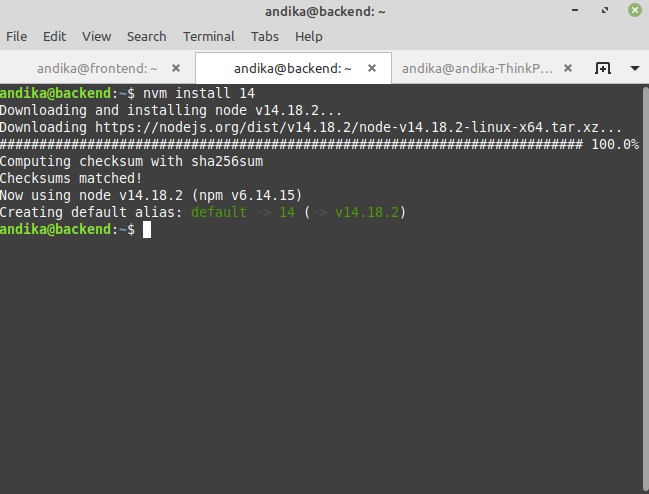 andika@backend: ~
File Edit View Search Terminal Tabs Help
andika@frontend: ~ × andika@backend: ~ × andika@andika-ThinkP… ×
andika@backend:~$ nvm install 14
Downloading and installing node v14.18.2...
Downloading https://nodejs.org/dist/v14.18.2/node-v14.18.2-linux-x64.tar.xz...
######################################################################### 100.0%
Computing checksum with sha256sum
Checksums matched!
Now using node v14.18.2 (npm v6.14.15)
Creating default alias: default -> 14 (-> v14.18.2)
andika@backend:~$